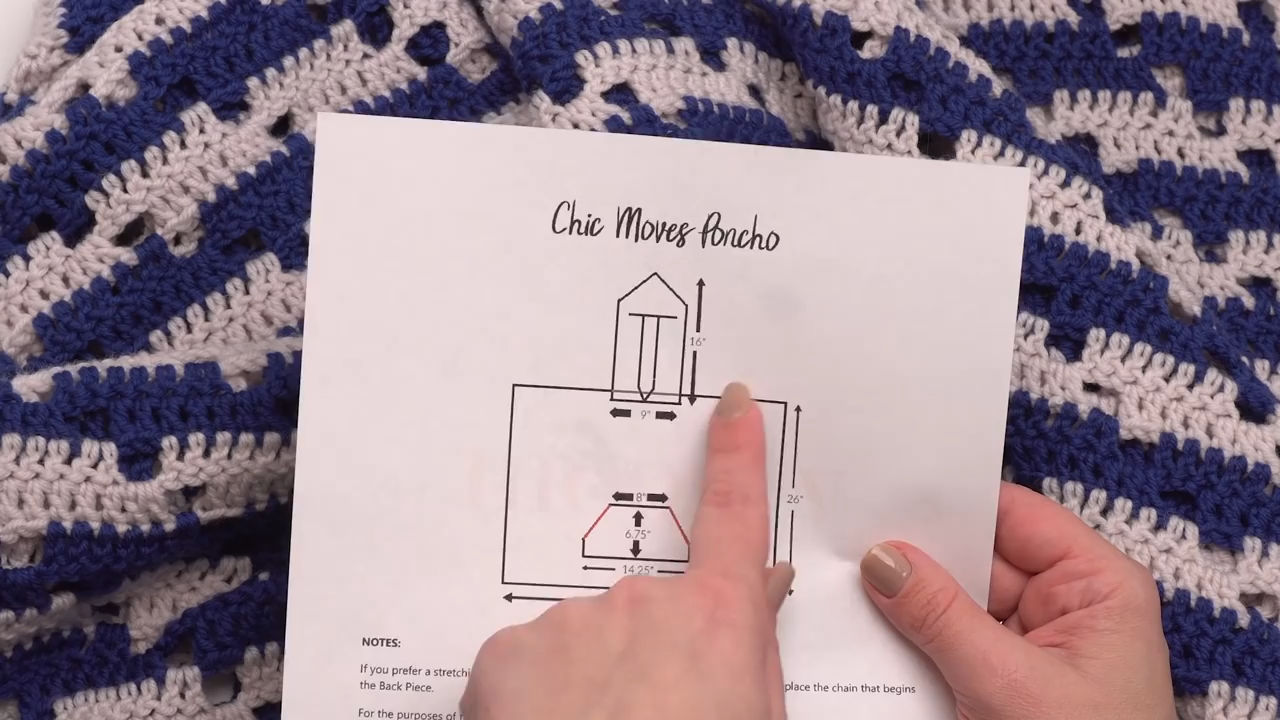 Chic Moves Poncho
16"
9"
26"
8"
6.75"
14.25"
NOTES:
If you prefer a place the chain that begins
the Back Piece.
For the purposes of